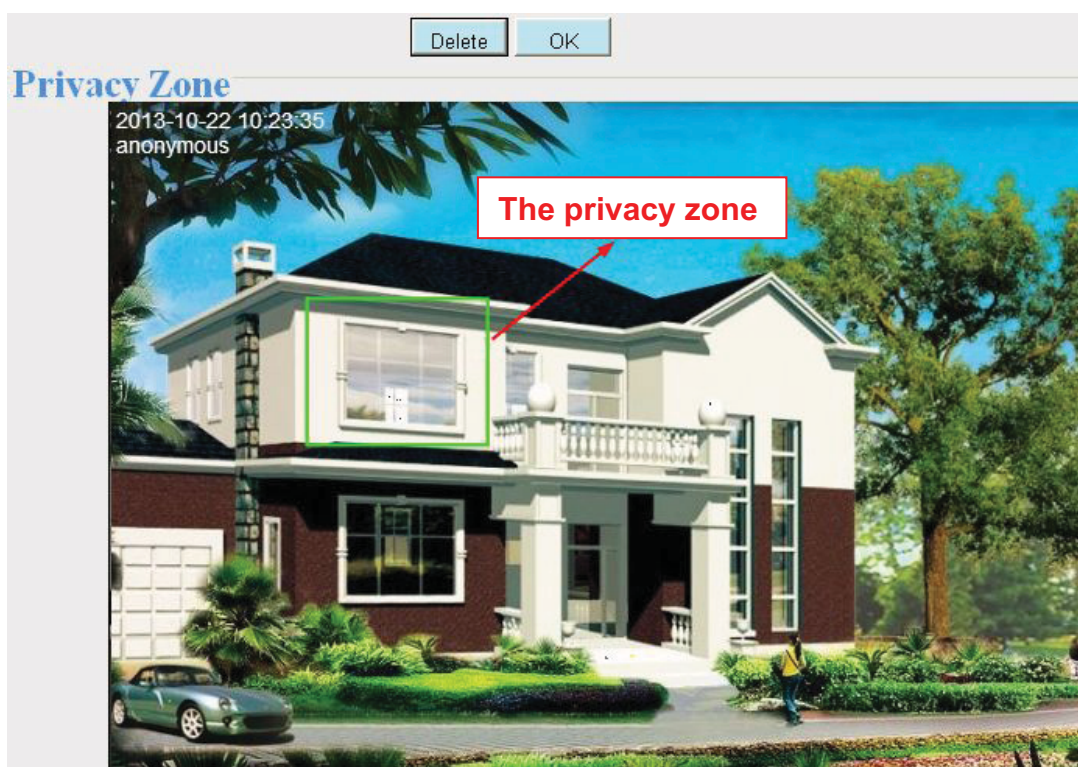 Delete OK
Privacy Zone
2013-10-22 10:23:35
anonymous
The privacy zone